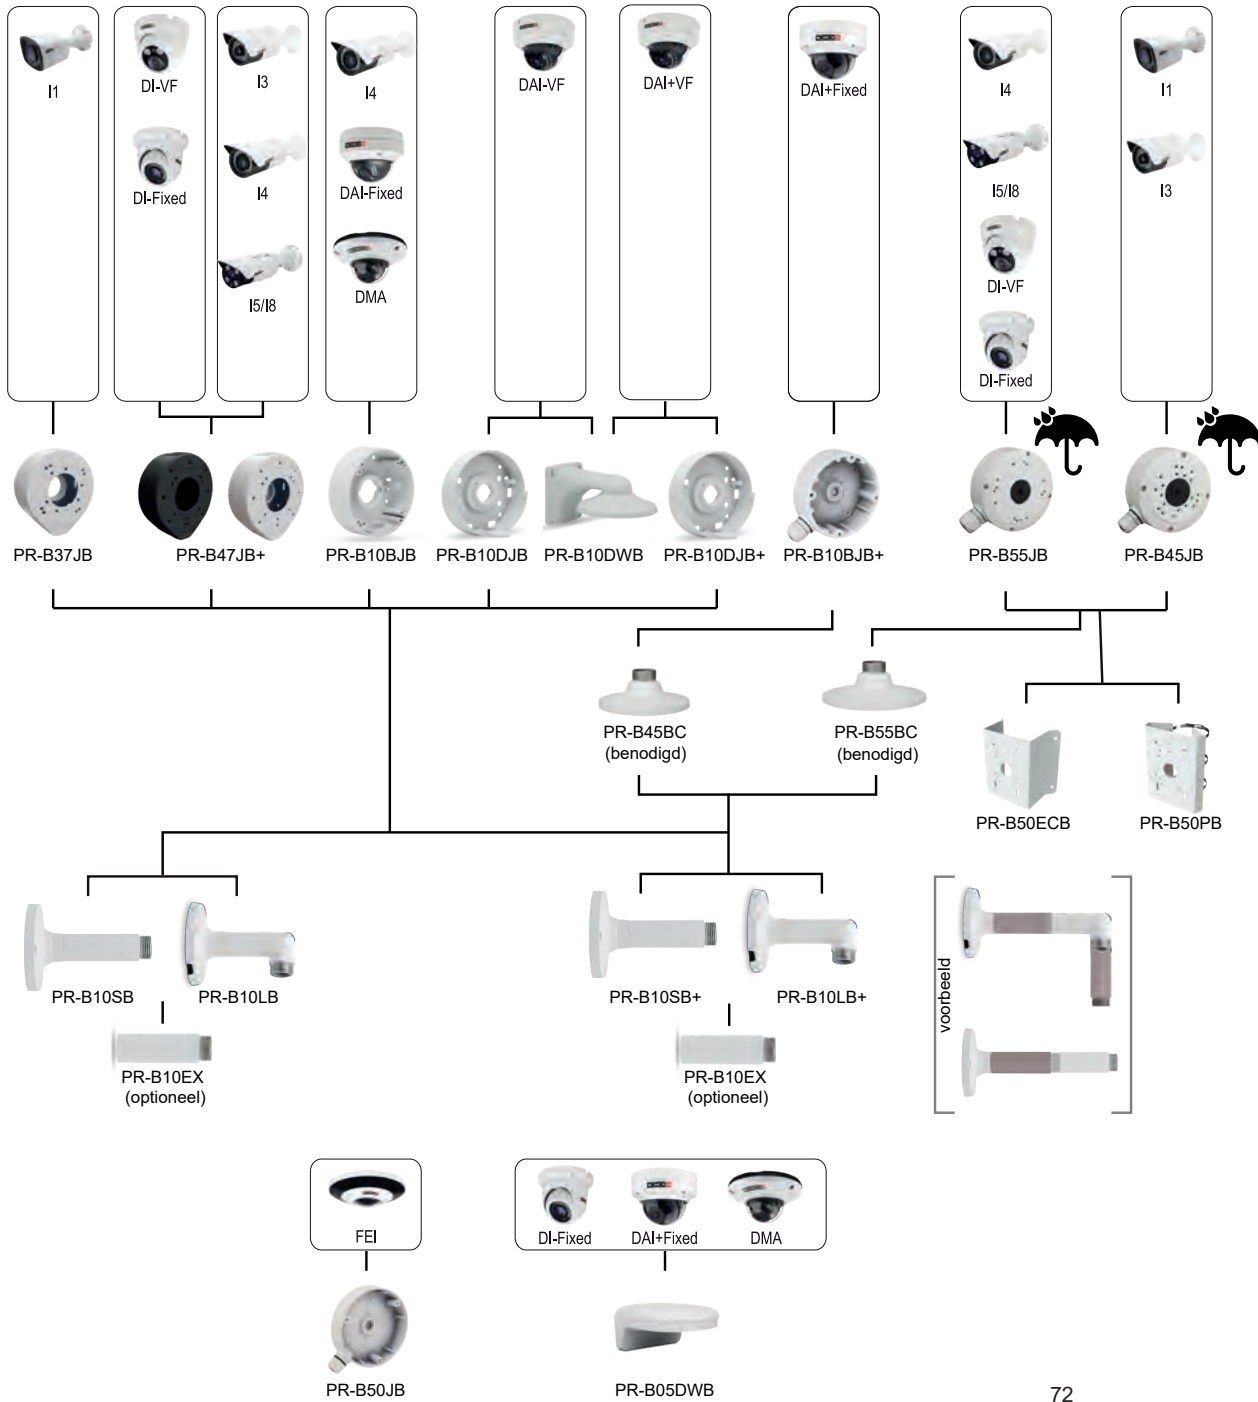 I1
DI-VF
DI-Fixed
I3
I4
I5/I8
I4
DAI-Fixed
DMA
DAI-VF
DAI+VF
DAI+Fixed
I4
I5/I8
DI-VF
DI-Fixed
I1
I3
PR-B37JB
PR-B47JB+
PR-B10BJB
PR-B10DJB
PR-B10DWB
PR-B10DJB+
PR-B10BJB+
PR-B55JB
PR-B45JB
PR-B45BC
(benodigd)
PR-B55BC
(benodigd)
PR-B50ECB
PR-B50PB
PR-B10SB
PR-B10LB
PR-B10EX
(optioneel)
PR-B10SB+
PR-B10LB+
PR-B10EX
(optioneel)
voorbeeld
FEI
DI-Fixed
DAI+Fixed
DMA
PR-B50JB
PR-B05DWB
72